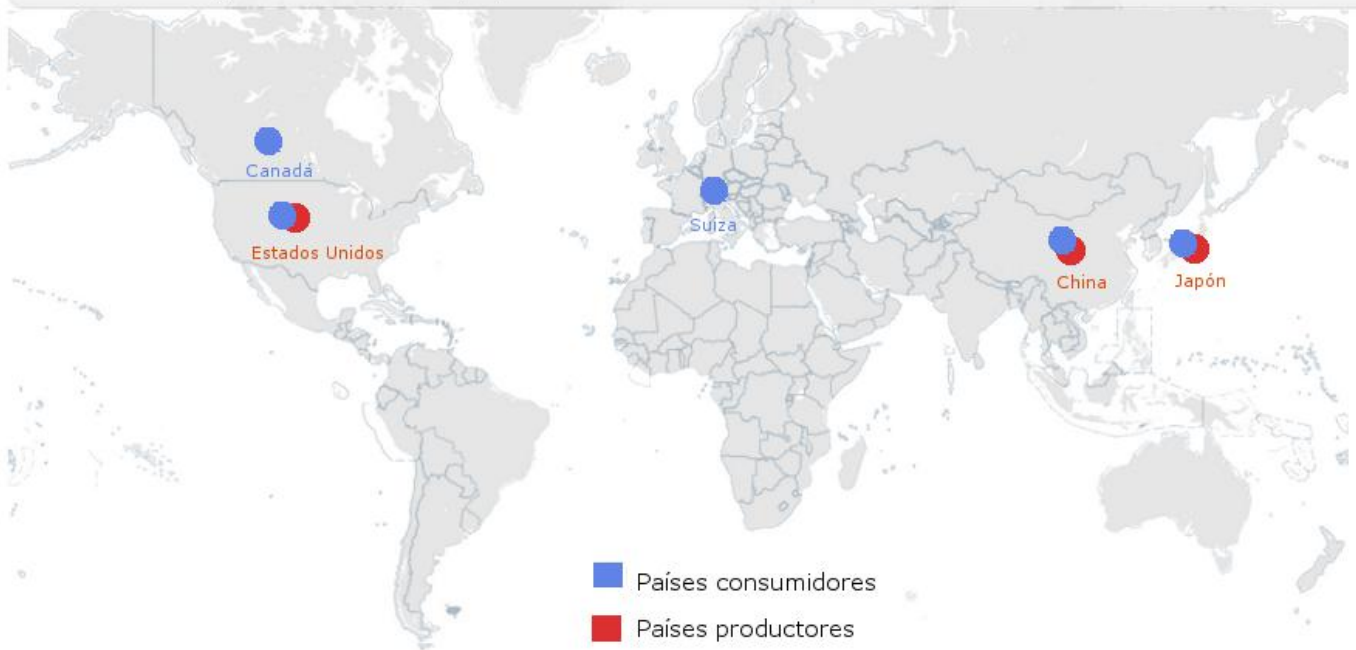 Canadá
Estados Unidos
Suiza
China
Japón
Países consumidores
Países productores